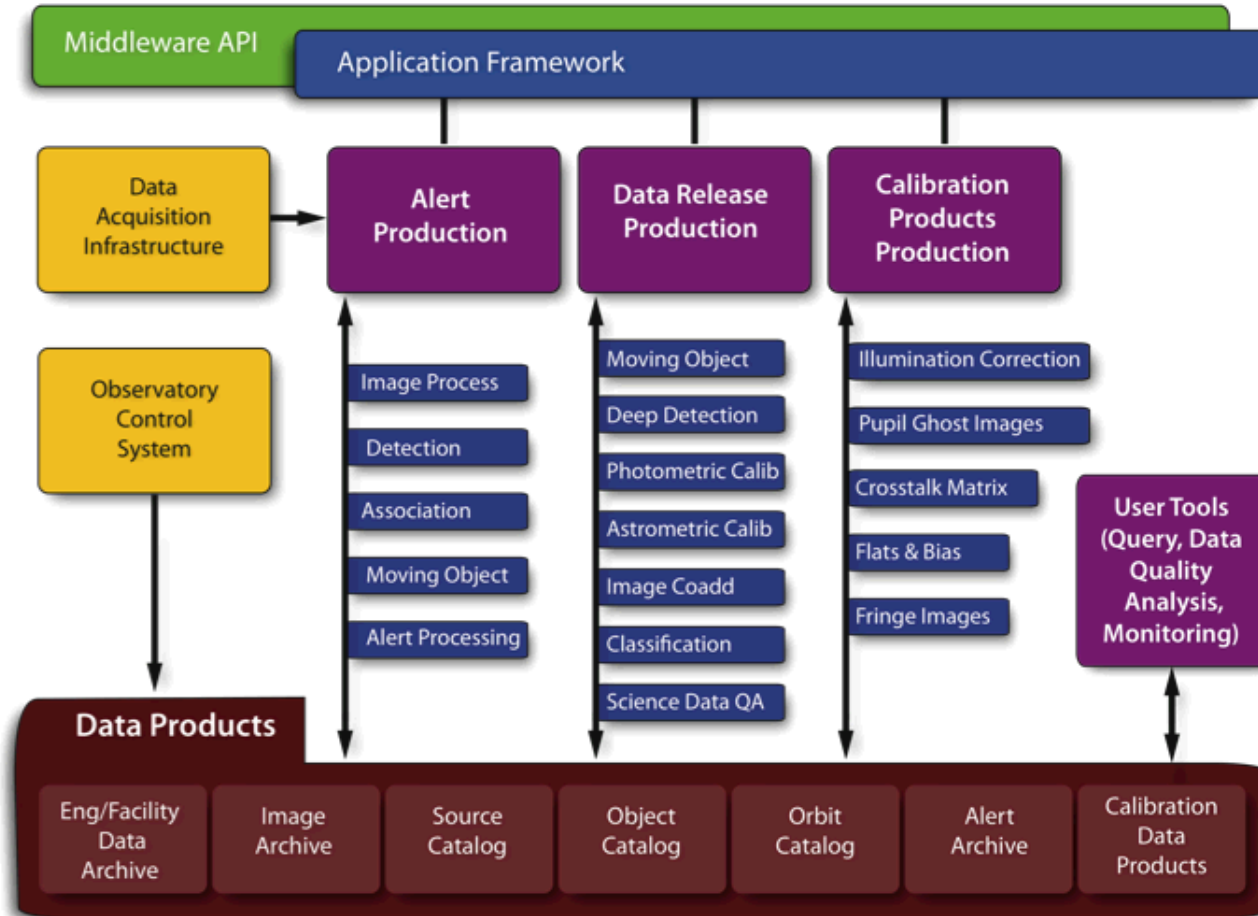 Middleware API
Application Framework
Data
Acquisition
Infrastructure
Alert
Production
Data Release
Production
Calibration
Products
Production
Observatory
Control
System
Image Process
Detection
Association
Moving Object
Alert Processing
Moving Object
Deep Detection
Photometric Calib
Astrometric Calib
Image Coadd
Classification
Science Data QA
Illumination Correction
Pupil Ghost Images
Crosstalk Matrix
Flats & Bias
Fringe Images
User Tools
(Query, Data
Quality
Analysis,
Monitoring)
Data Products
Eng/Facility
Data
Archive
Image
Archive
Source
Catalog
Object
Catalog
Orbit
Catalog
Alert
Archive
Calibration
Data
Products